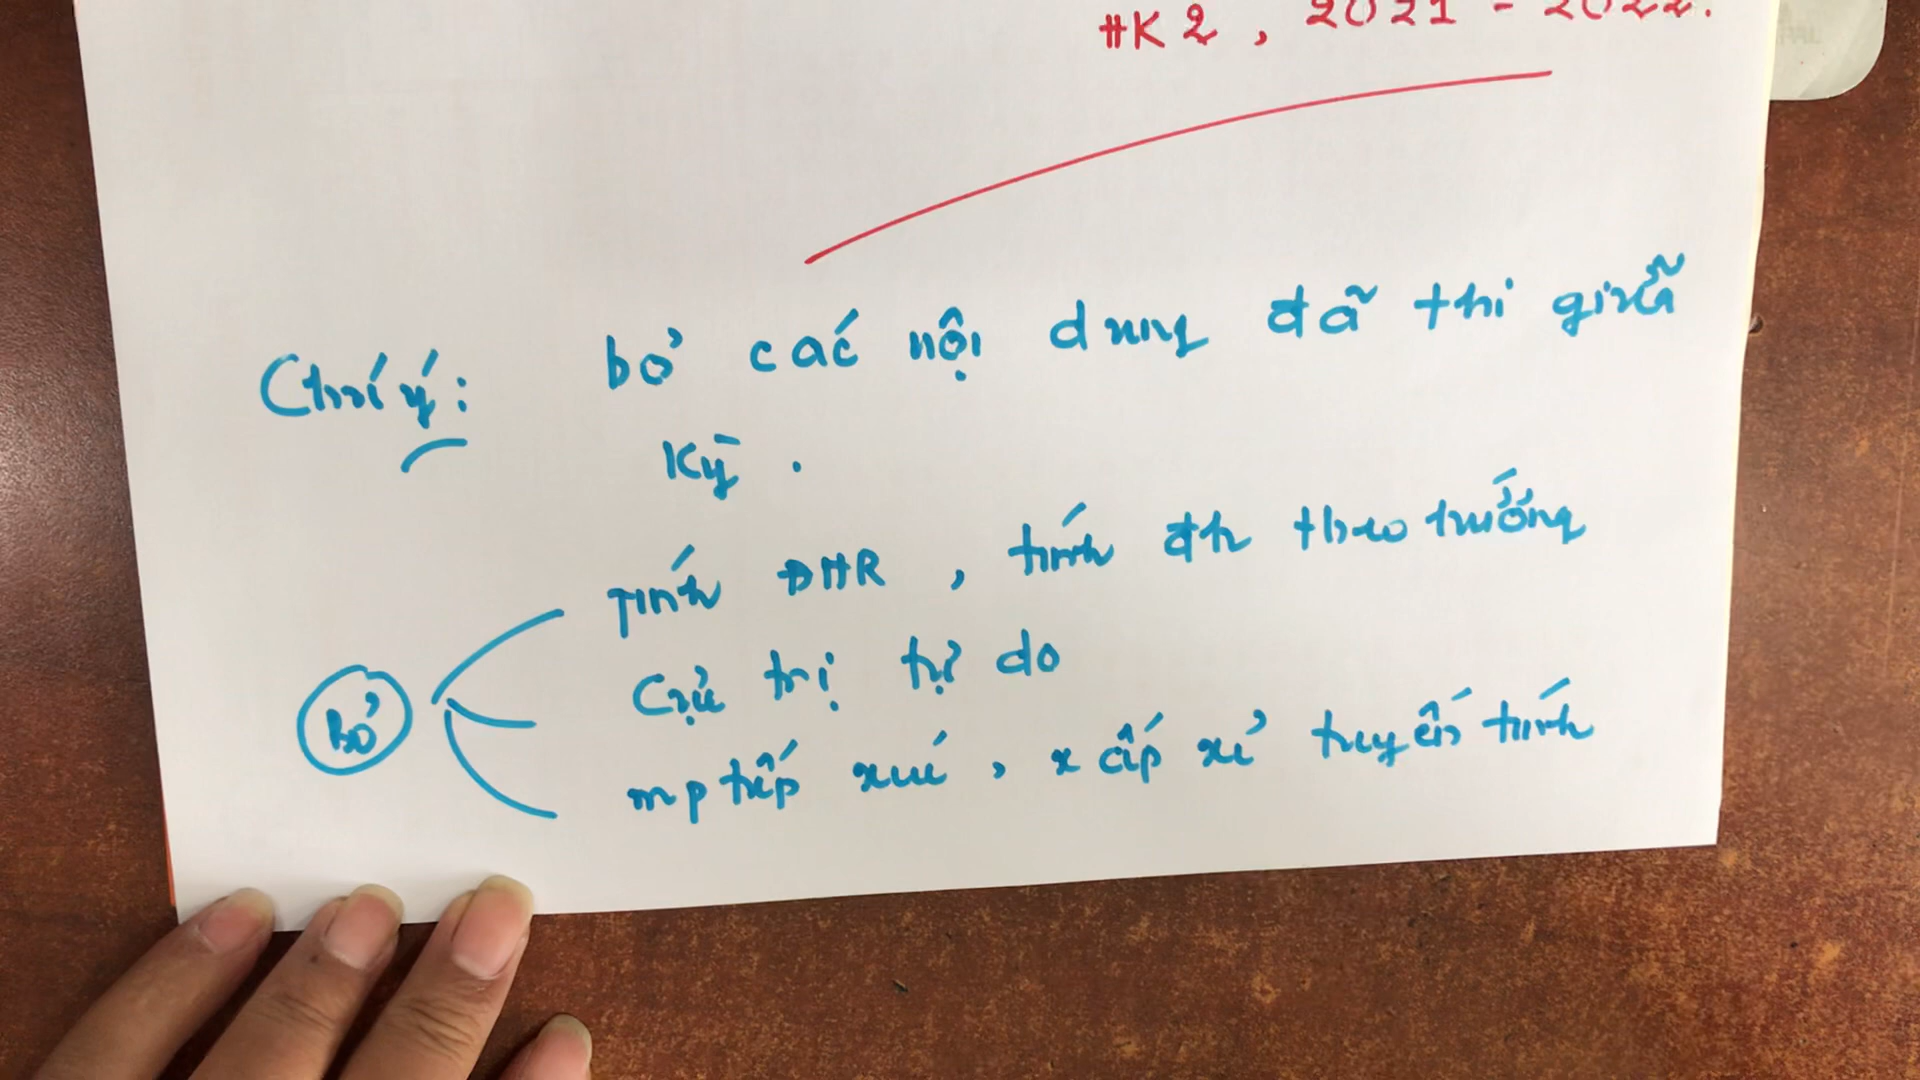 HK2, 2021 - 2022.
Chú ý: bỏ các nội dung đã thi giữa
kỳ.
Tính ĐHR, tính đh theo hướng
Bỏ Cực trị tự do
mp tiếp xúc, xấp xỉ tuyến tính